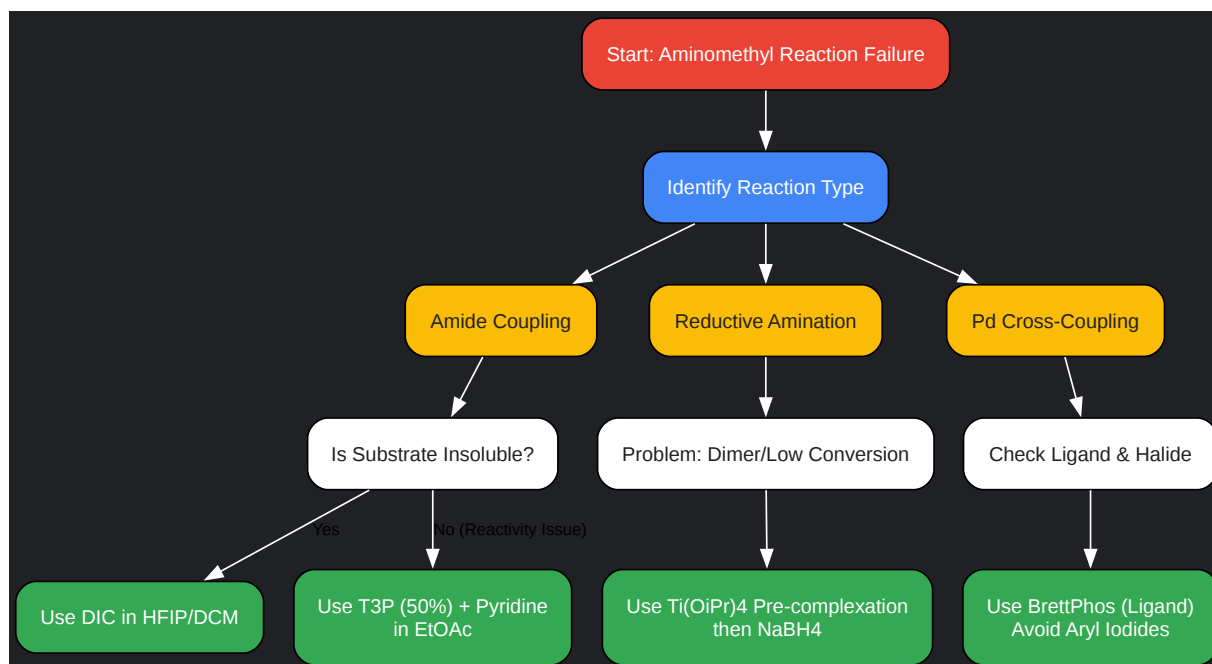 Start: Aminomethyl Reaction Failure
Identify Reaction Type
Amide Coupling
Reductive Amination
Pd Cross-Coupling
Is Substrate Insoluble?
Problem: Dimer/Low Conversion
Check Ligand & Halide
Yes
No (Reactivity Issue)
Use DIC in HFIP/DCM
Use T3P (50%) + Pyridine
in EtOAc
Use Ti(OiPr)4 Pre-complexation
then NaBH4
Use BrettPhos (Ligand)
Avoid Aryl Iodides